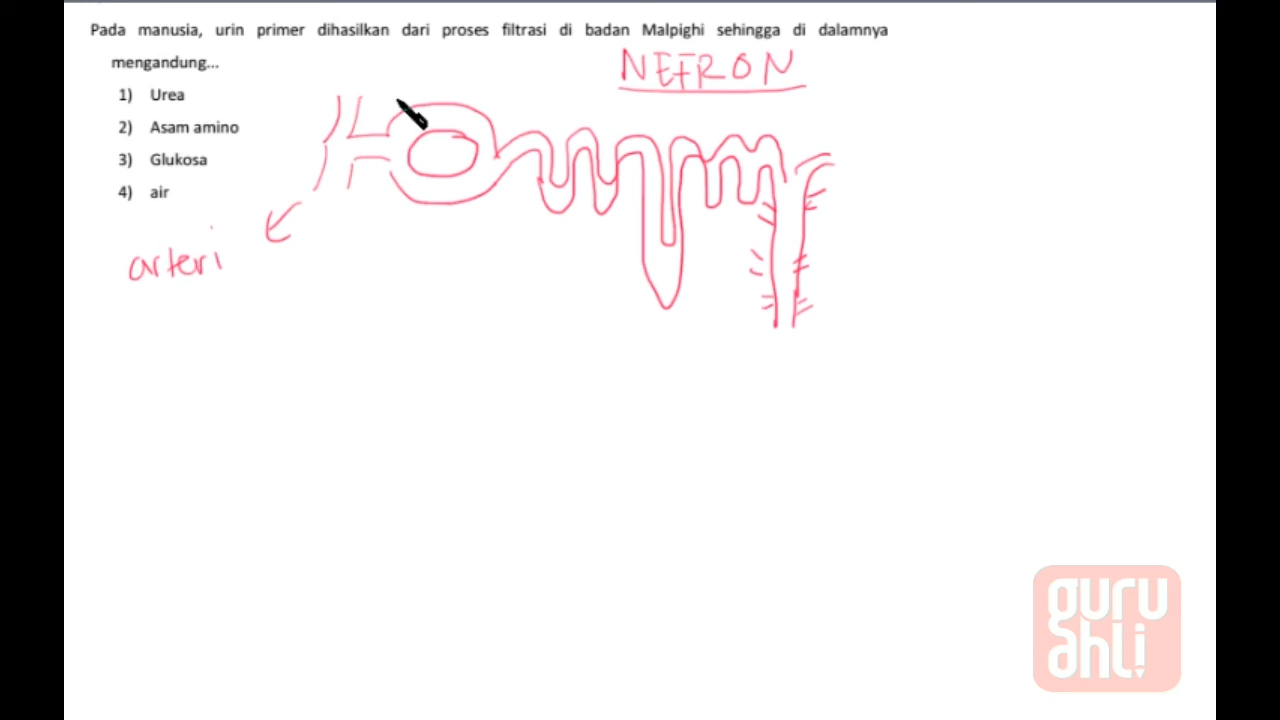 Pada manusia, urin primer dihasilkan dari proses filtrasi di badan Malpighi sehingga di dalamnya
mengandung...
NEFRON
1) Urea
2) Asam amino
3) Glukosa
4) air
arteri
guru
ahli